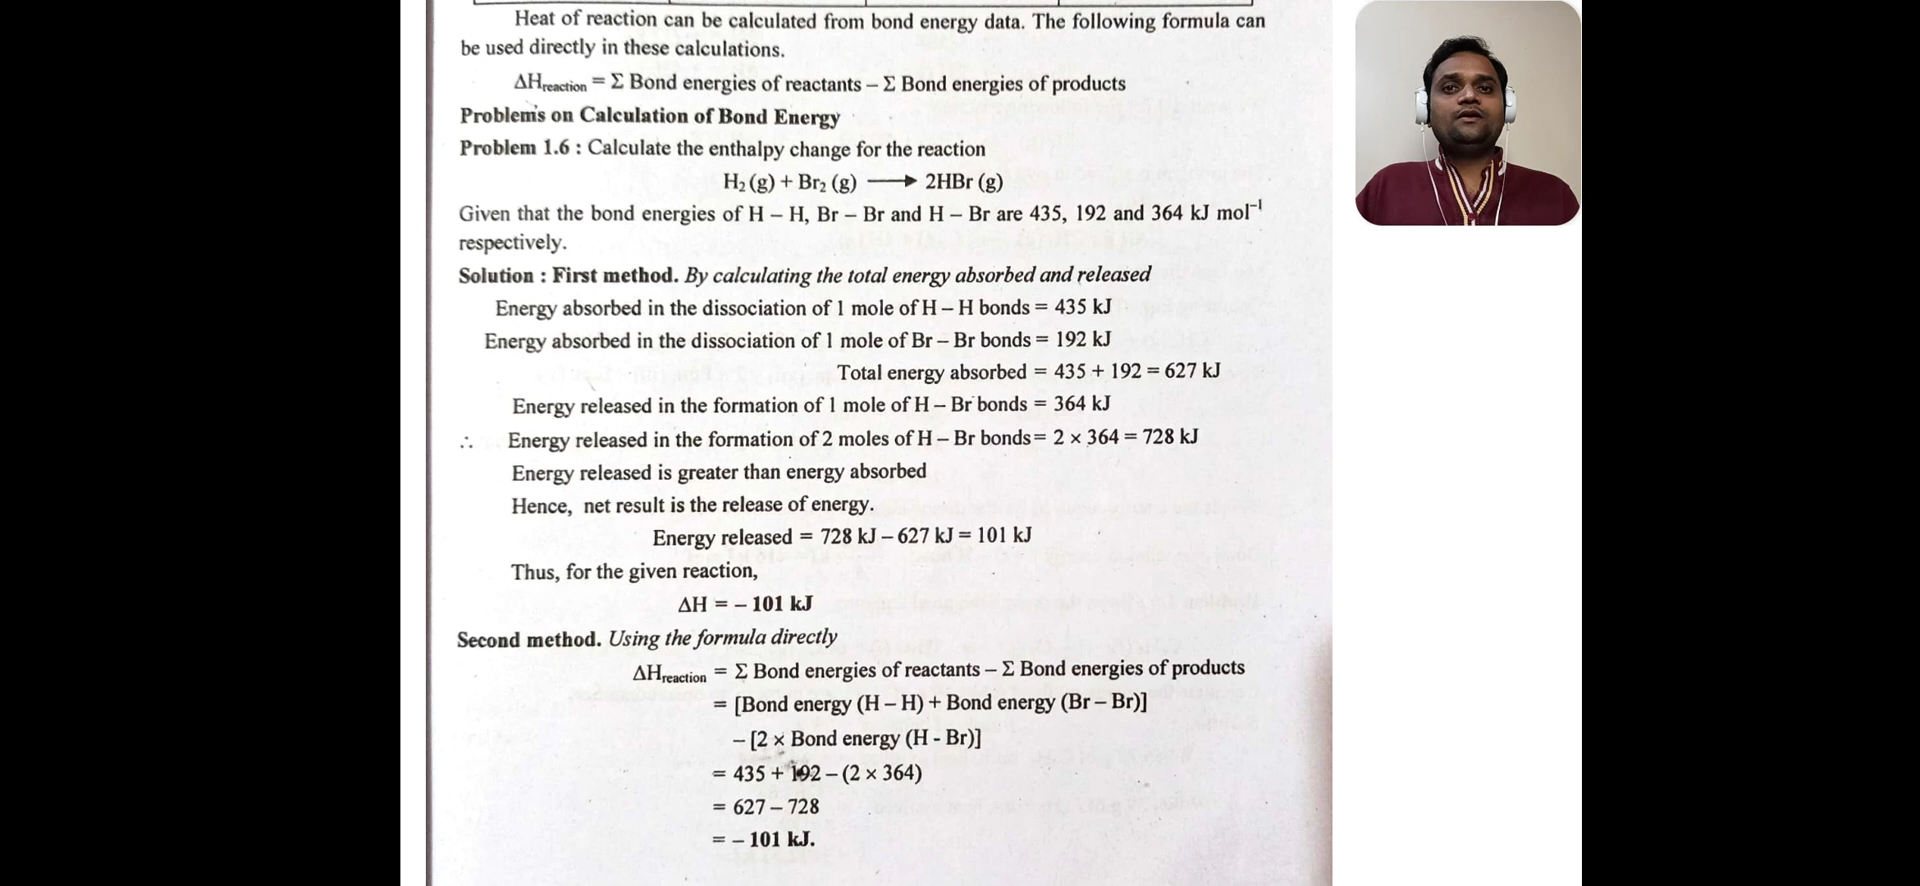 Heat of reaction can be calculated from bond energy data. The following formula can
be used directly in these calculations.
ΔHreaction = Σ Bond energies of reactants – Σ Bond energies of products
Problems on Calculation of Bond Energy
Problem 1.6 : Calculate the enthalpy change for the reaction
H₂ (g) + Br₂ (g) ⟶ 2HBr (g)
Given that the bond energies of H – H, Br – Br and H – Br are 435, 192 and 364 kJ mol⁻¹
respectively.
Solution : First method. By calculating the total energy absorbed and released
Energy absorbed in the dissociation of 1 mole of H – H bonds = 435 kJ
Energy absorbed in the dissociation of 1 mole of Br – Br bonds = 192 kJ
Total energy absorbed = 435 + 192 = 627 kJ
Energy released in the formation of 1 mole of H – Br bonds = 364 kJ
∴ Energy released in the formation of 2 moles of H – Br bonds = 2 × 364 = 728 kJ
Energy released is greater than energy absorbed
Hence, net result is the release of energy.
Energy released = 728 kJ – 627 kJ = 101 kJ
Thus, for the given reaction,
ΔH = – 101 kJ
Second method. Using the formula directly
ΔHreaction = Σ Bond energies of reactants – Σ Bond energies of products
= [Bond energy (H – H) + Bond energy (Br – Br)]
– [2 × Bond energy (H - Br)]
= 435 + 192 – (2 × 364)
= 627 – 728
= – 101 kJ.